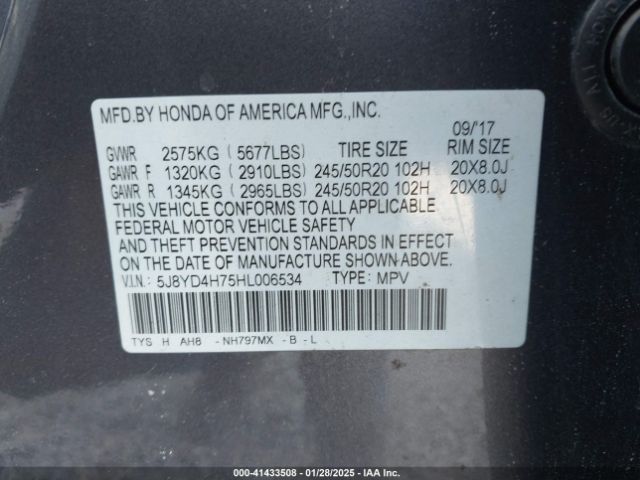 MFD.BY HONDA OF AMERICA MFG.,INC.
09/'17
GVWR 2575KG (5677LBS) TIRE SIZE RIM SIZE
GAWR F 1320KG (2910LBS) 245/50R20 102H 20X8.0J
GAWR R 1345KG (2965LBS) 245/50R20 102H 20X8.0J
THIS VEHICLE CONFORMS TO ALL APPLICABLE
FEDERAL MOTOR VEHICLE SAFETY
AND THEFT PREVENTION STANDARDS IN EFFECT
ON THE DATE OF MANUFACTURE SHOWN ABOVE.
V.I.N.: 5J8YD4H75HL006534 TYPE: MPV
TYS H AH8 -NH797MX -B -L
000-41433508 | 01/28/2025 | IAA Inc.